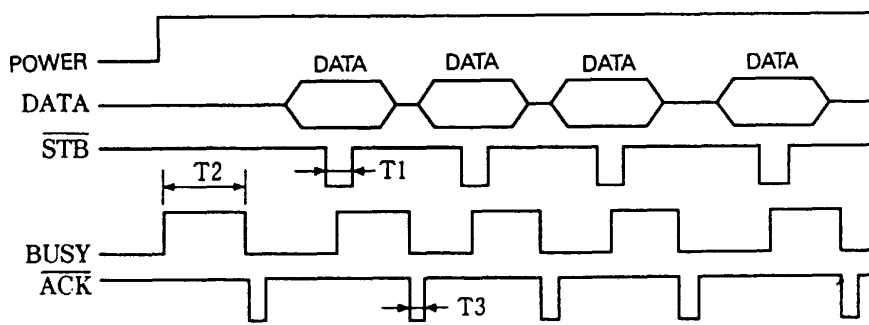 POWER
DATA DATA DATA DATA
DATA
STB
T1
T2
BUSY
ACK
T3